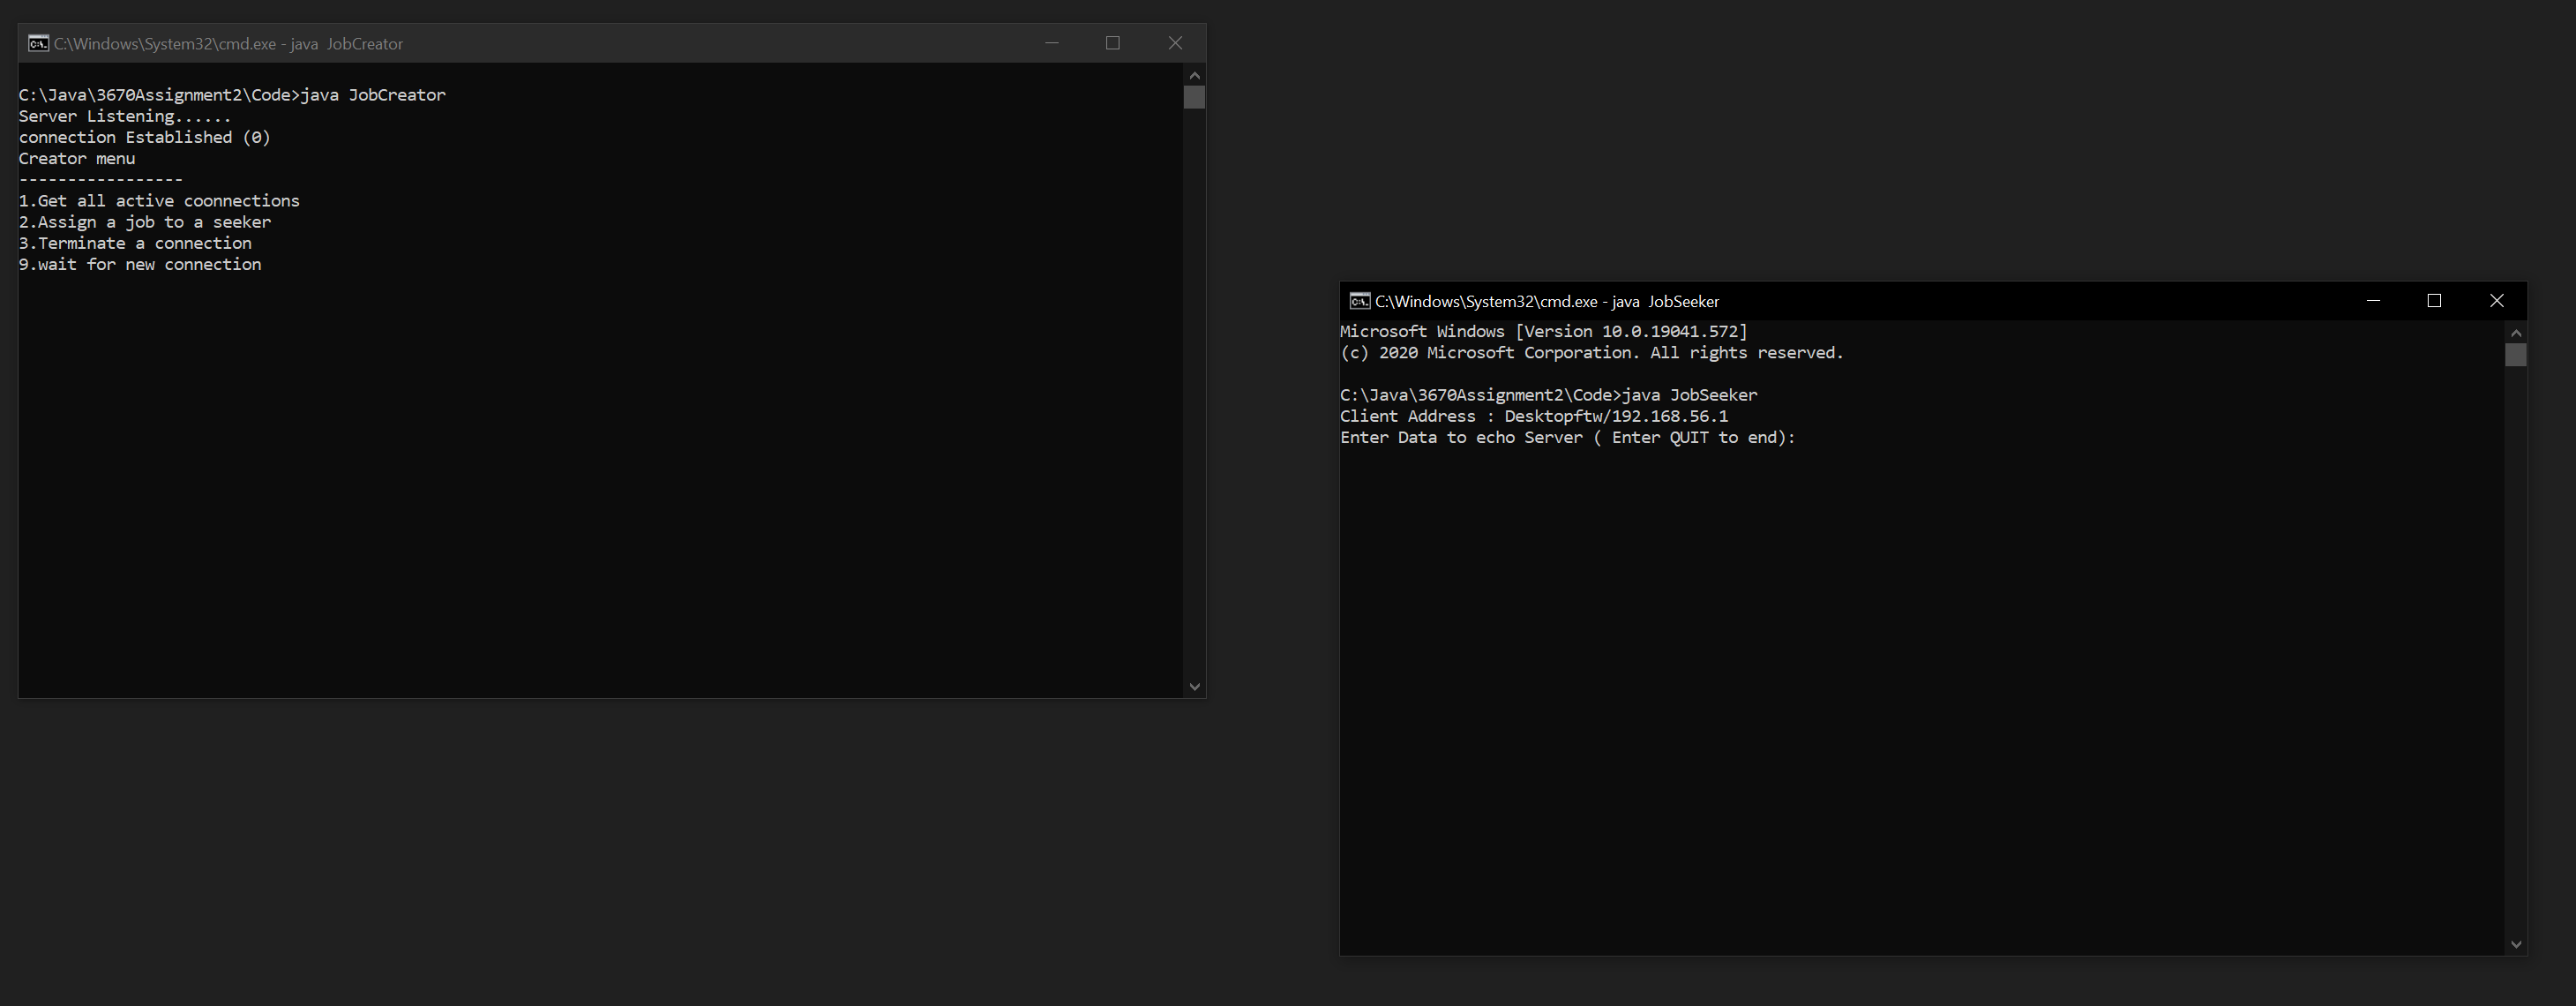 C:\Windows\System32\cmd.exe - java  JobCreator
C:\Java\3670Assignment2\Code>java JobCreator
Server Listening......
connection Established (0)
Creator menu
-----------------
1.Get all active coonnections
2.Assign a job to a seeker
3.Terminate a connection
9.wait for new connection
C:\Windows\System32\cmd.exe - java  JobSeeker
Microsoft Windows [Version 10.0.19041.572]
(c) 2020 Microsoft Corporation. All rights reserved.
C:\Java\3670Assignment2\Code>java JobSeeker
Client Address : Desktopftw/192.168.56.1
Enter Data to echo Server ( Enter QUIT to end):